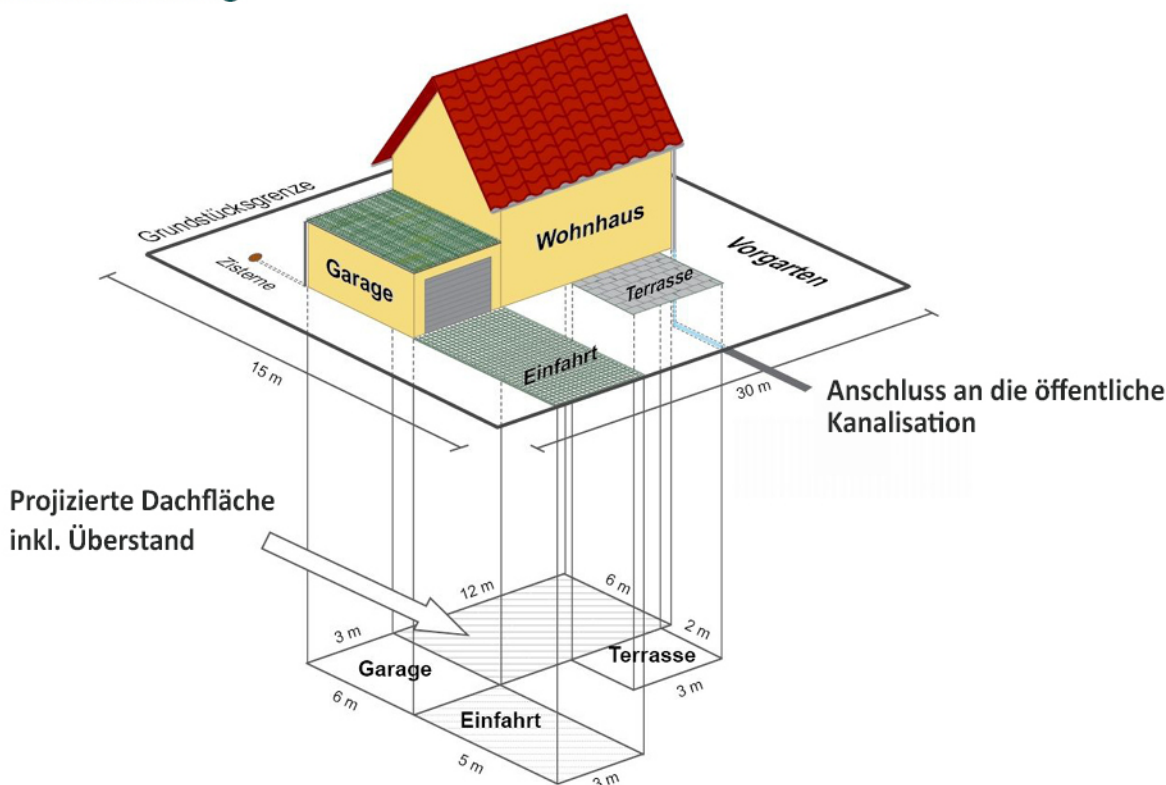 Grundstücksgrenze
Zisterne
Garage
Wohnhaus
Terrasse
Vorgarten
Einfahrt
15 m
30 m
Anschluss an die öffentliche
Kanalisation
Projizierte Dachfläche
inkl. Überstand
12 m
6 m
3 m
2 m
Garage
Terrasse
6 m
3 m
Einfahrt
5 m
3 m